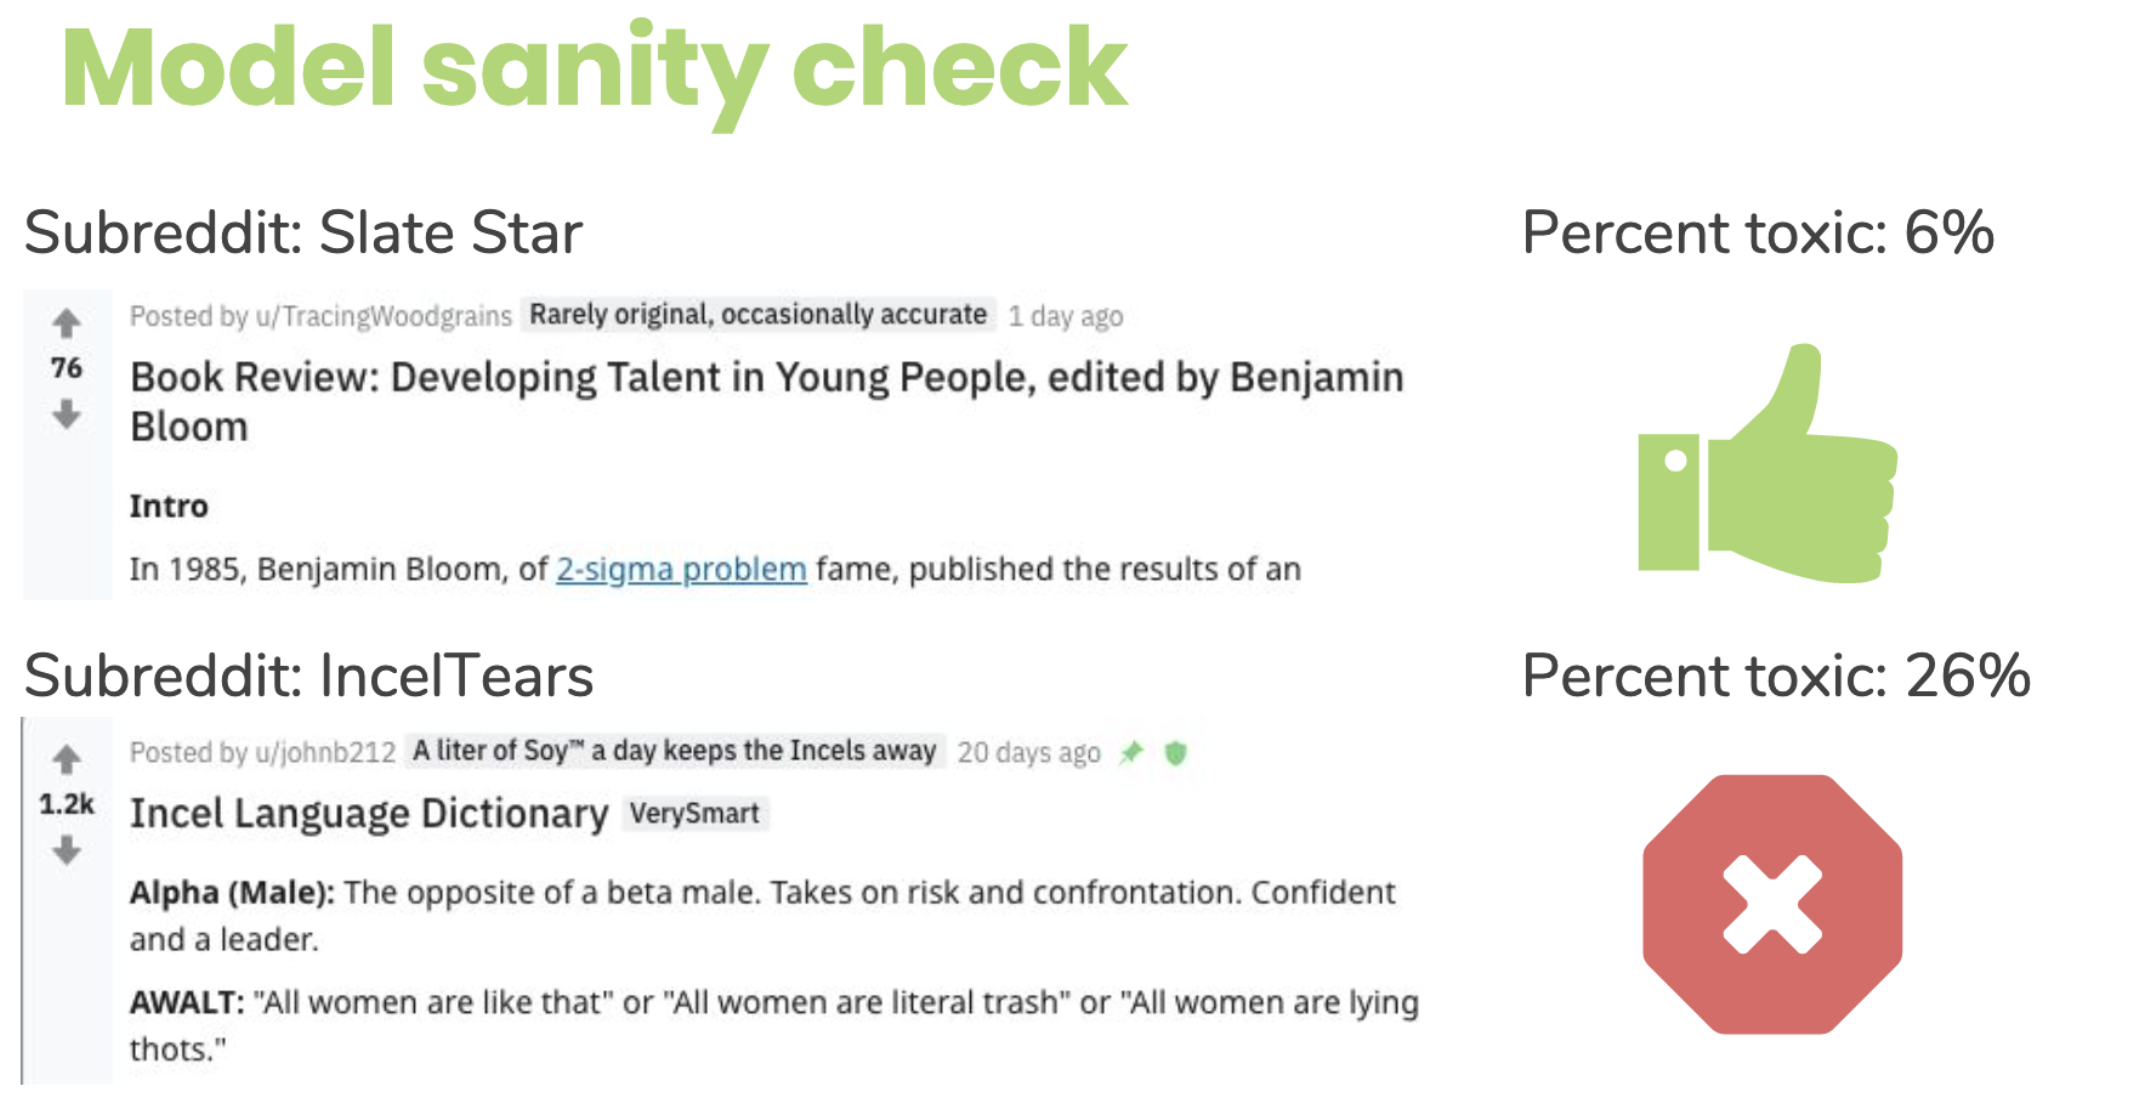 Model sanity check
Subreddit: Slate Star
Percent toxic: 6%
Posted by u/TracingWoodgrains Rarely original, occasionally accurate 1 day ago
76
Book Review: Developing Talent in Young People, edited by Benjamin
Bloom
Intro
In 1985, Benjamin Bloom, of 2-sigma problem fame, published the results of an
Subreddit: IncelTears
Percent toxic: 26%
Posted by u/johnb212 A liter of Soy™ a day keeps the Incels away 20 days ago
1.2k
Incel Language Dictionary VerySmart
Alpha (Male): The opposite of a beta male. Takes on risk and confrontation. Confident
and a leader.
AWALT: "All women are like that" or "All women are literal trash" or "All women are lying
thots."